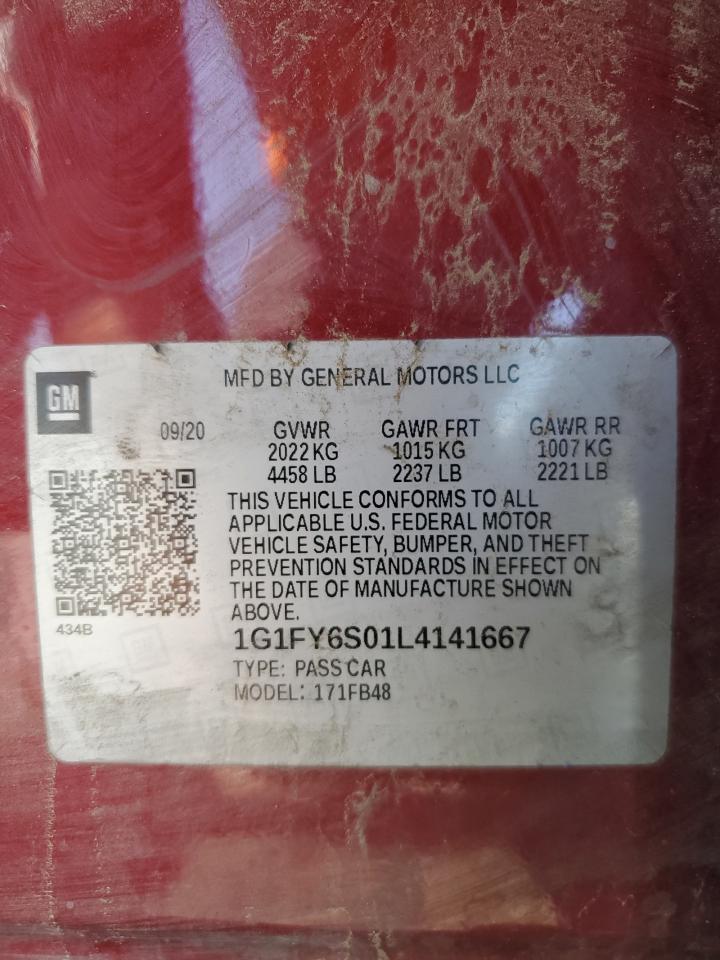 MFD BY GENERAL MOTORS LLC
GM
09/20 GVWR GAWR FRT GAWR RR
2022 KG 1015 KG 1007 KG
4458 LB 2237 LB 2221 LB
THIS VEHICLE CONFORMS TO ALL
APPLICABLE U.S. FEDERAL MOTOR
VEHICLE SAFETY, BUMPER, AND THEFT
PREVENTION STANDARDS IN EFFECT ON
THE DATE OF MANUFACTURE SHOWN
ABOVE.
434B
1G1FY6S01L4141667
TYPE: PASS CAR
MODEL: 171FB48